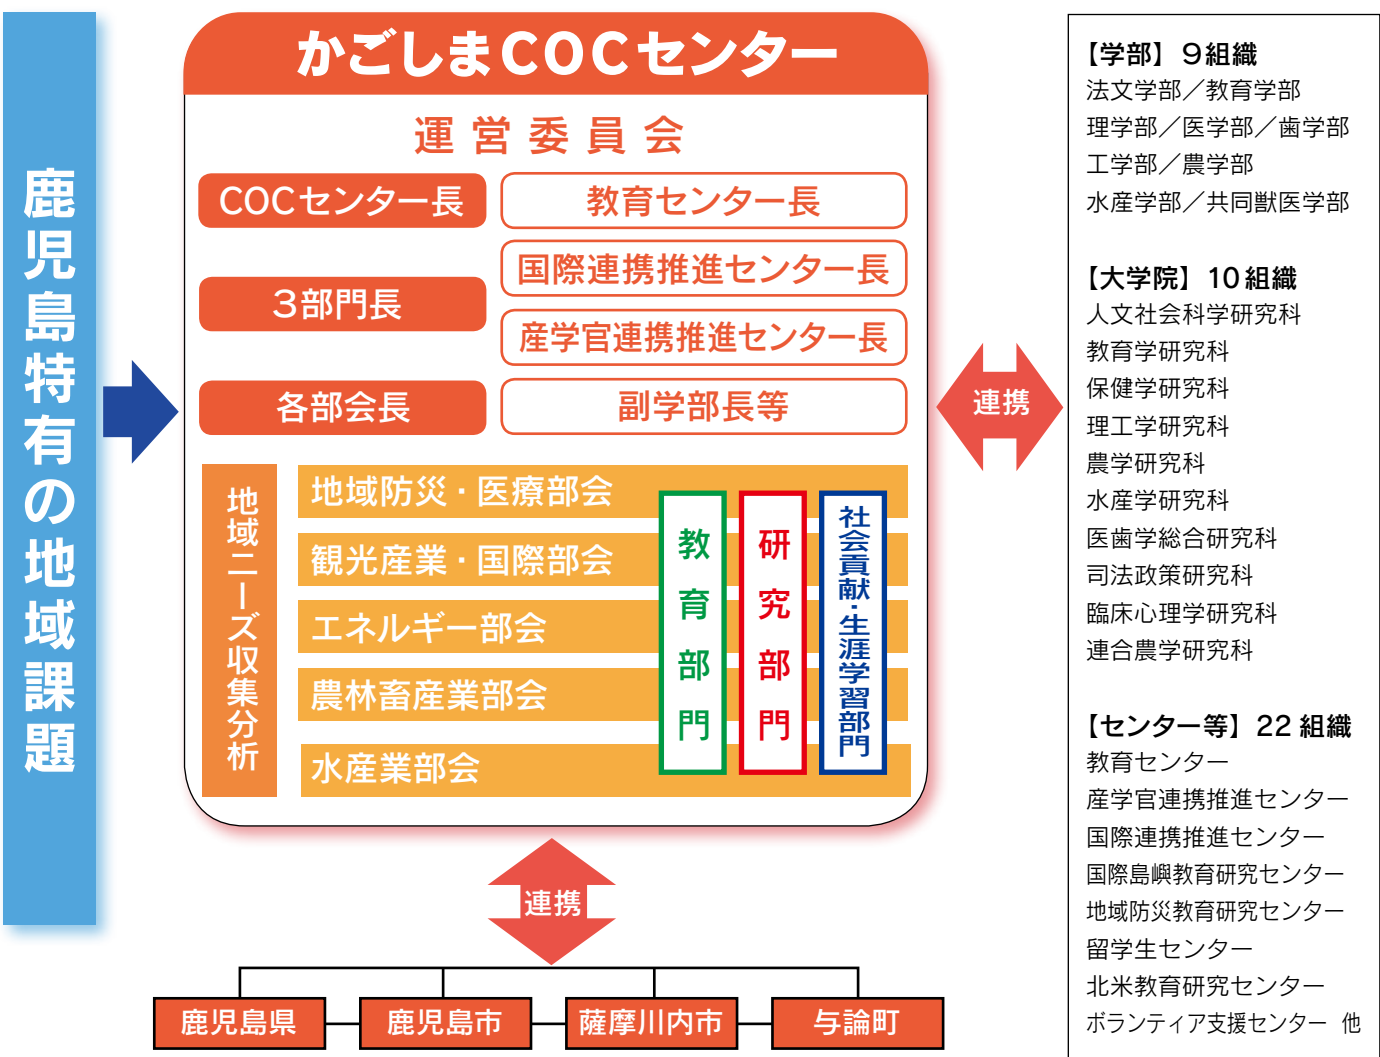 鹿児島特有の地域課題
かごしまCOCセンター
運営委員会
COCセンター長
教育センター長
国際連携推進センター長
3部門長
産学官連携推進センター長
各部会長
副学部長等
地域ニーズ収集分析
地域防災・医療部会
観光産業・国際部会
エネルギー部会
農林畜産業部会
水産業部会
教育部門
研究部門
社会貢献・生涯学習部門
連携
連携
鹿児島県
鹿児島市
薩摩川内市
与論町
【学部】9組織
法文学部／教育学部
理学部／医学部／歯学部
工学部／農学部
水産学部／共同獣医学部
【大学院】10組織
人文社会科学研究科
教育学研究科
保健学研究科
理工学研究科
農学研究科
水産学研究科
医歯学総合研究科
司法政策研究科
臨床心理学研究科
連合農学研究科
【センター等】22組織
教育センター
産学官連携推進センター
国際連携推進センター
国際島嶼教育研究センター
地域防災教育研究センター
留学生センター
北米教育研究センター
ボランティア支援センター 他